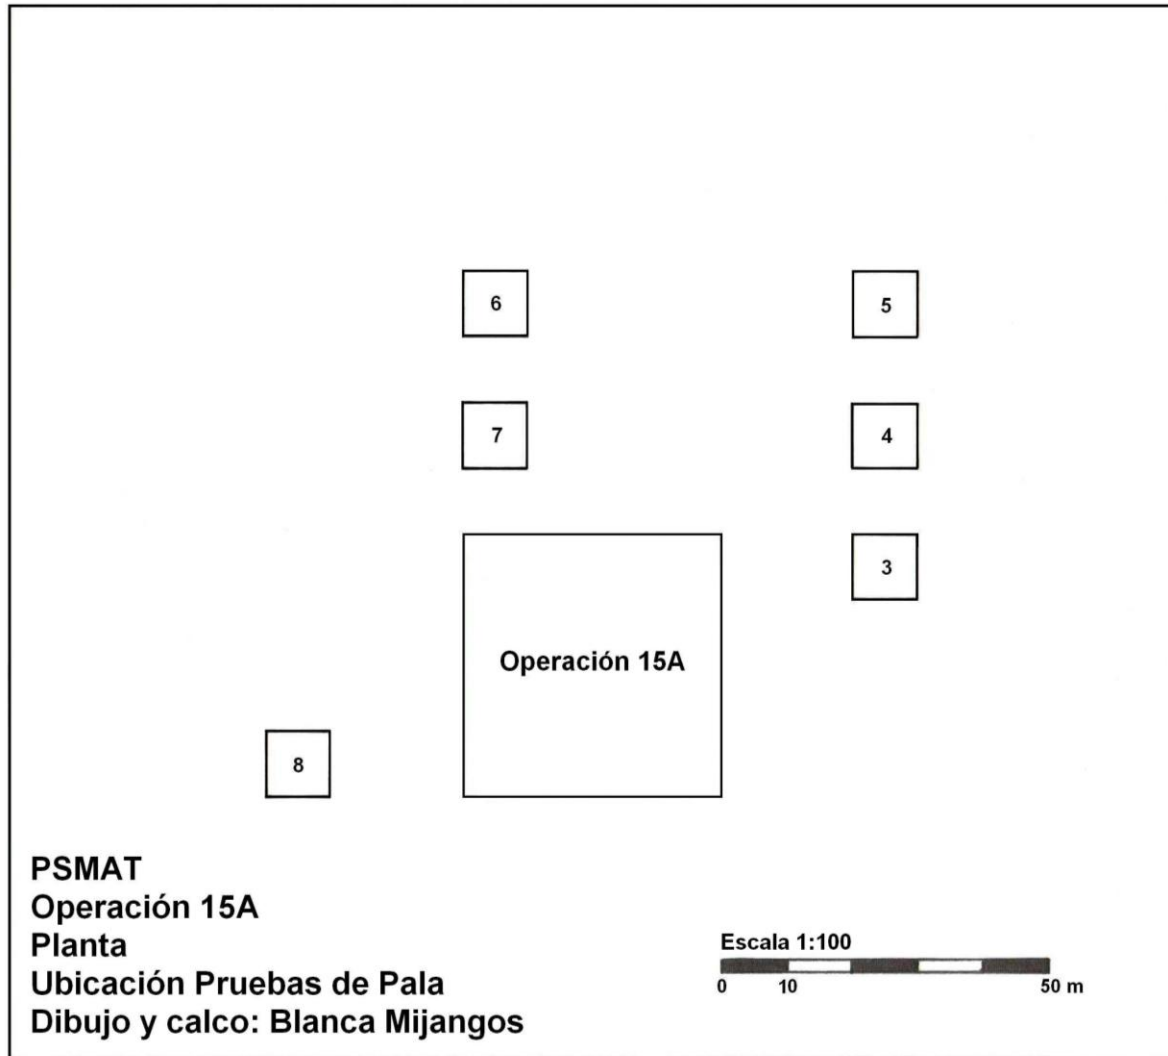 6
5
7
4
3
Operación 15A
8
PSMAT
Operación 15A
Planta
Ubicación Pruebas de Pala
Dibujo y calco: Blanca Mijangos
Escala 1:100
0 10 50 m